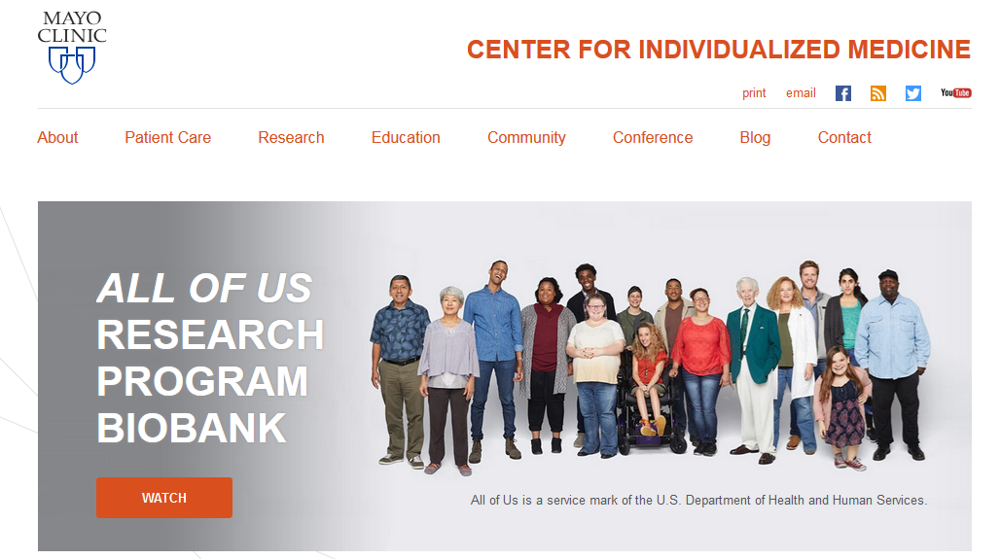 MAYO
CLINIC
CENTER FOR INDIVIDUALIZED MEDICINE
print email YouTube
About Patient Care Research Education Community Conference Blog Contact
ALL OF US
RESEARCH
PROGRAM
BIOBANK
WATCH
All of Us is a service mark of the U.S. Department of Health and Human Services.